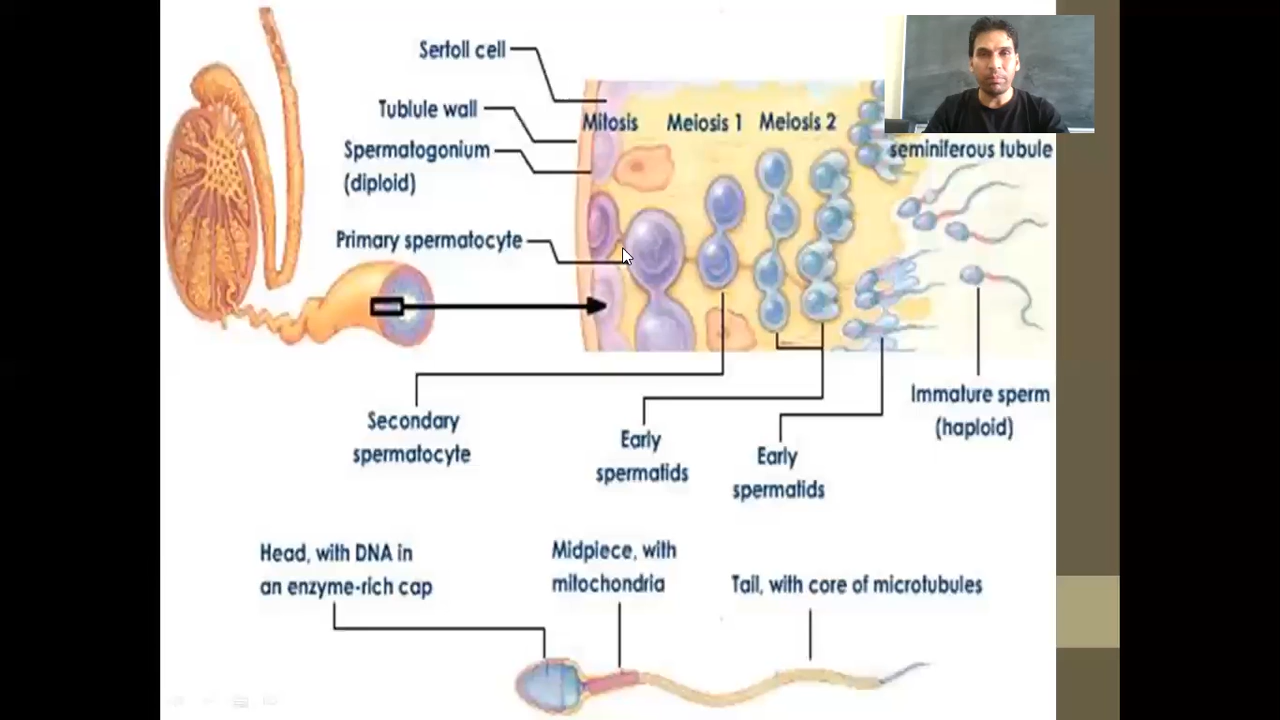 Sertoll cell
Tublule wall
Spermatogonium
(diploid)
Primary spermatocyte
Mitosis
Meiosis 1
Meiosis 2
seminiferous tubule
Secondary
spermatocyte
Early
spermatids
Early
spermatids
Immature sperm
(haploid)
Head, with DNA in
an enzyme-rich cap
Midpiece, with
mitochondria
Tail, with core of microtubules